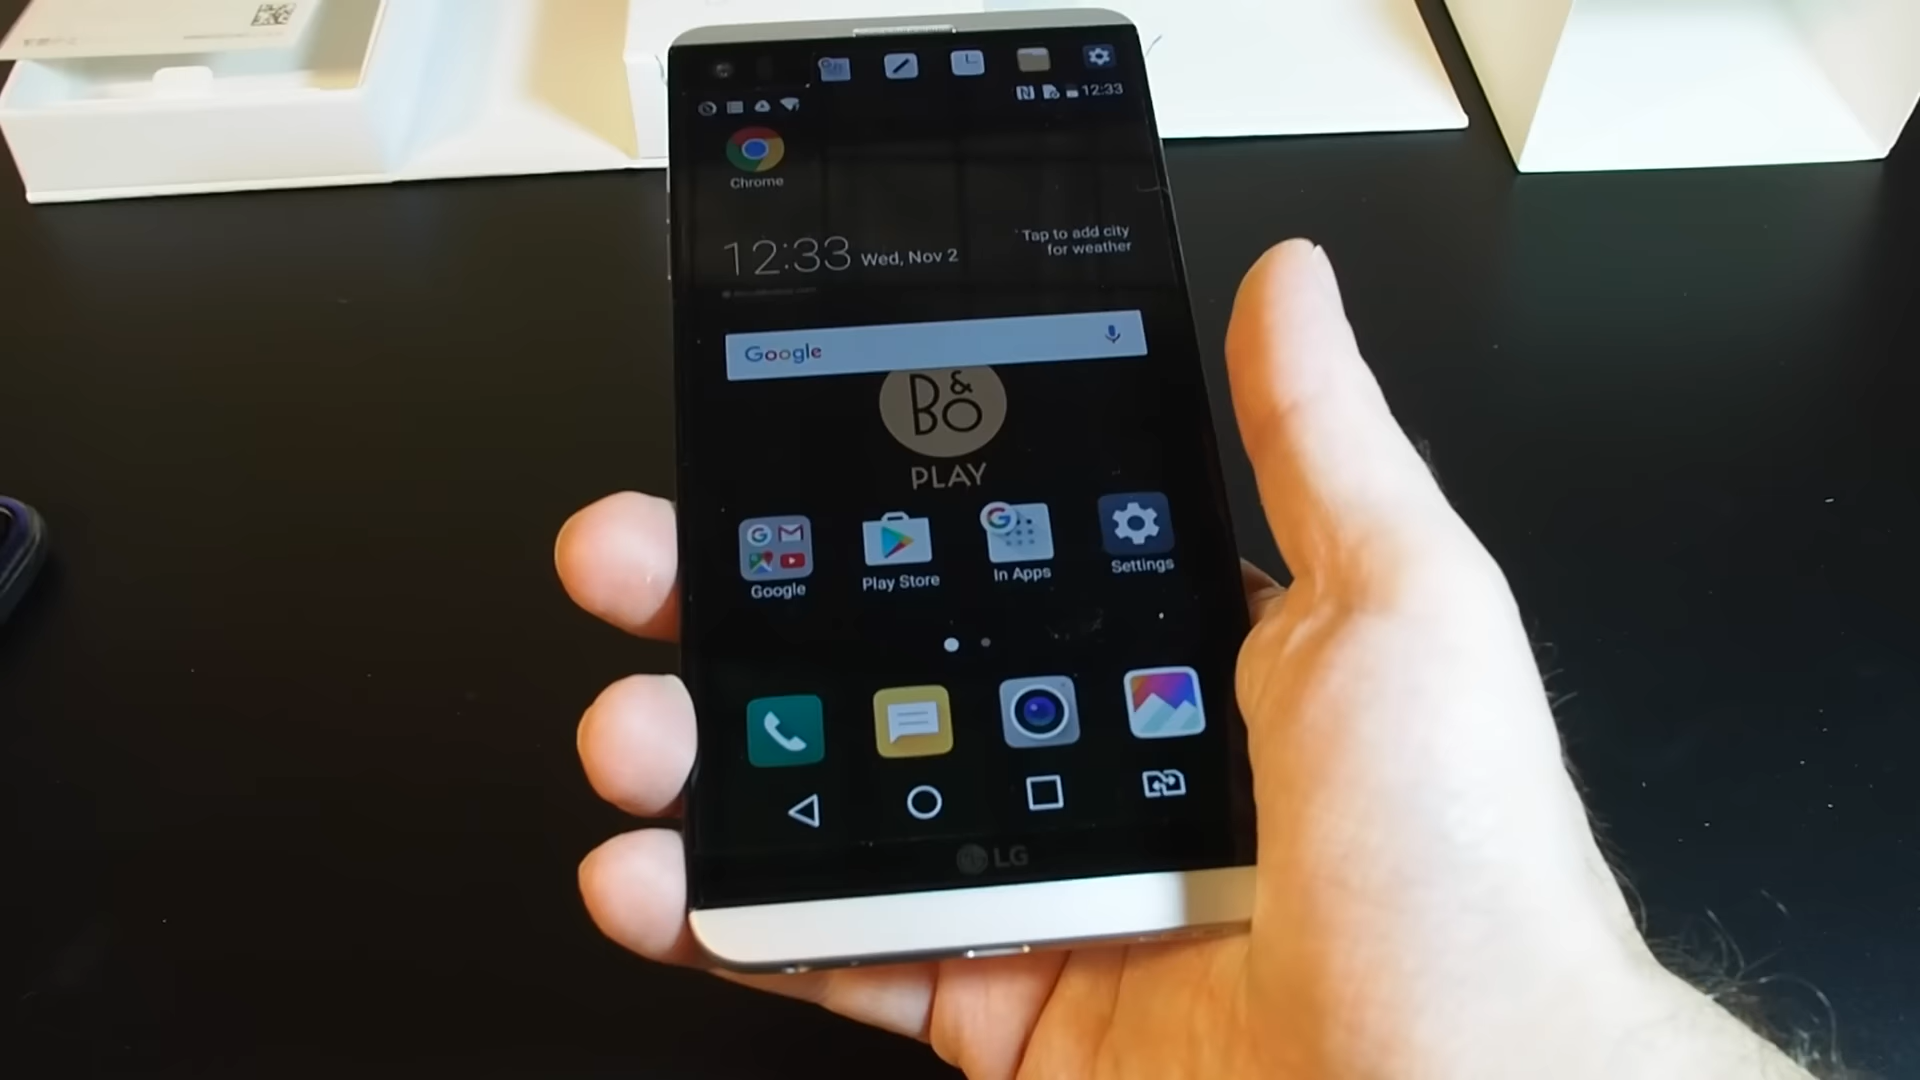 12:33
Chrome
12:33 Wed, Nov 2
Tap to add city
for weather
Google
B&O
PLAY
Google
Play Store
In Apps
Settings
LG